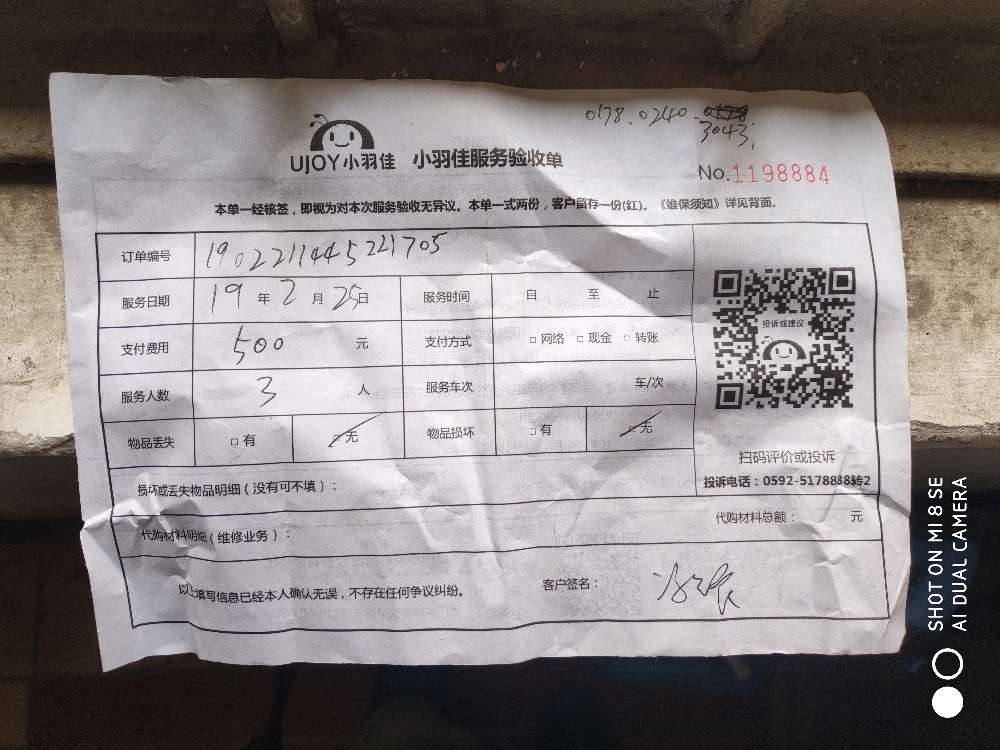 0178.0240
3043;
UJOY小羽佳 小羽佳服务验收单
No.1198884
本单一经核签，即视为对本次服务验收无异议。本单一式两份，客户留存一份(红)。《维保须知》详见背面。
订单编号 1902211445221705
服务日期 19年2月25日 服务时间 自 至 止
支付费用 500 元 支付方式 □ 网络 □ 现金 □ 转账
服务人数 3 人 服务车次 车/次
物品丢失 □ 有 □ 无 物品损坏 □ 有 □ 无
投诉或建议
扫码评价或投诉
投诉电话：0592-5178888转2
损坏或丢失物品明细（没有可不填）：
代购材料明细（维修业务）： 代购材料总额： 元
以上填写信息已经本人确认无误，不存在任何争议纠纷。 客户签名：
SHOT ON MI 8 SE
AI DUAL CAMERA